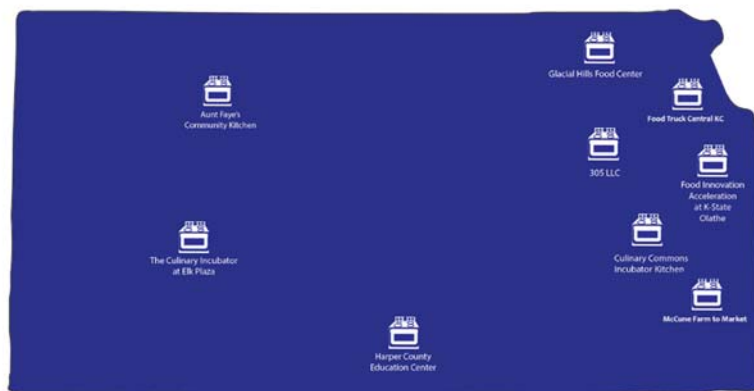 Glacial Hills Food Center
Aunt Faye's
Community Kitchen
Food Truck Central KC
305 LLC
Food Innovation
Acceleration
at K-State
Olathe
The Culinary Incubator
at Elk Plaza
Culinary Commons
Incubator Kitchen
McCune Farm to Market
Harper County
Education Center